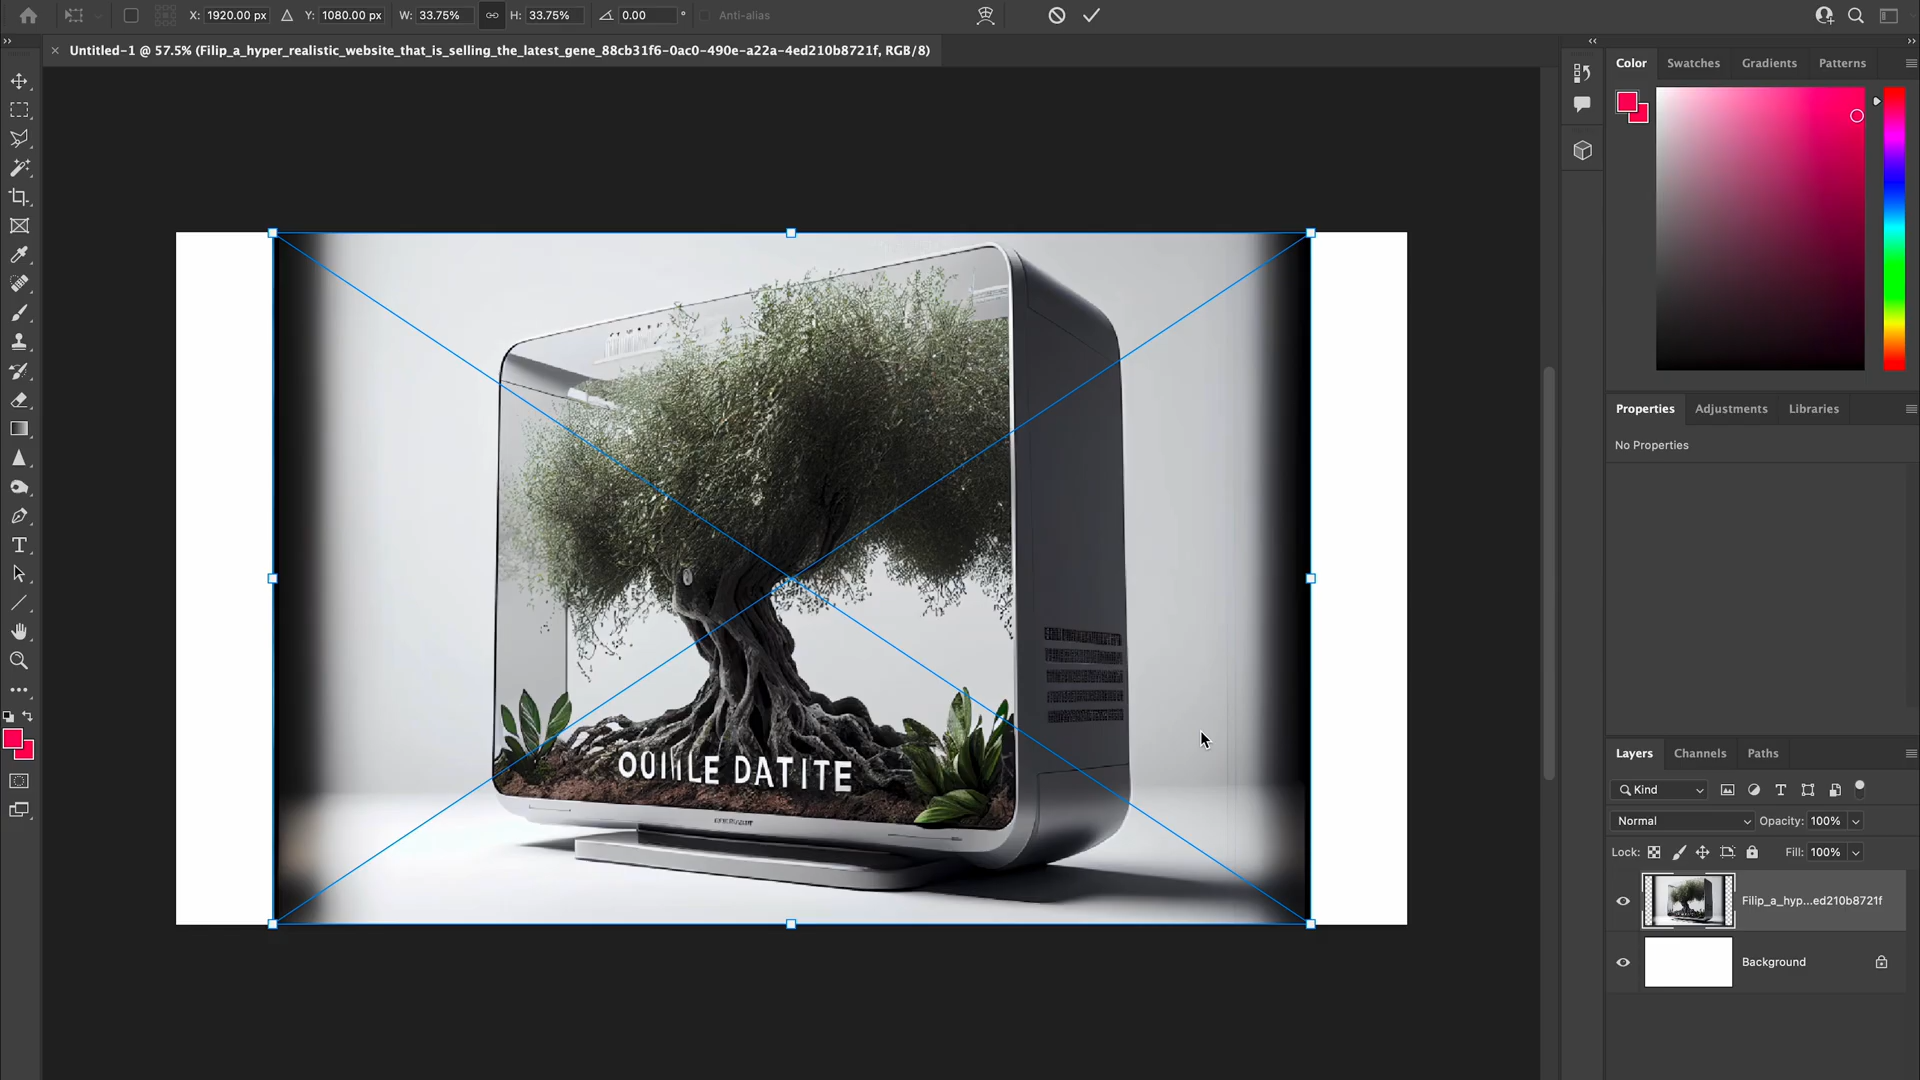 X: 1920.00 px Y: 1080.00 px W: 33.75% H: 33.75% 0.00 ° Anti-alias
Untitled-1 @ 57.5% (Filip_a_hyper_realistic_website_that_is_selling_the_latest_gene_88cb31f6-0ac0-490e-a22a-4ed210b8721f, RGB/8)
Color Swatches Gradients Patterns
Properties Adjustments Libraries
No Properties
DATITE
Layers Channels Paths
Kind
Normal Opacity: 100%
Lock: Fill: 100%
Filip_a_hyp...ed210b8721f
Background